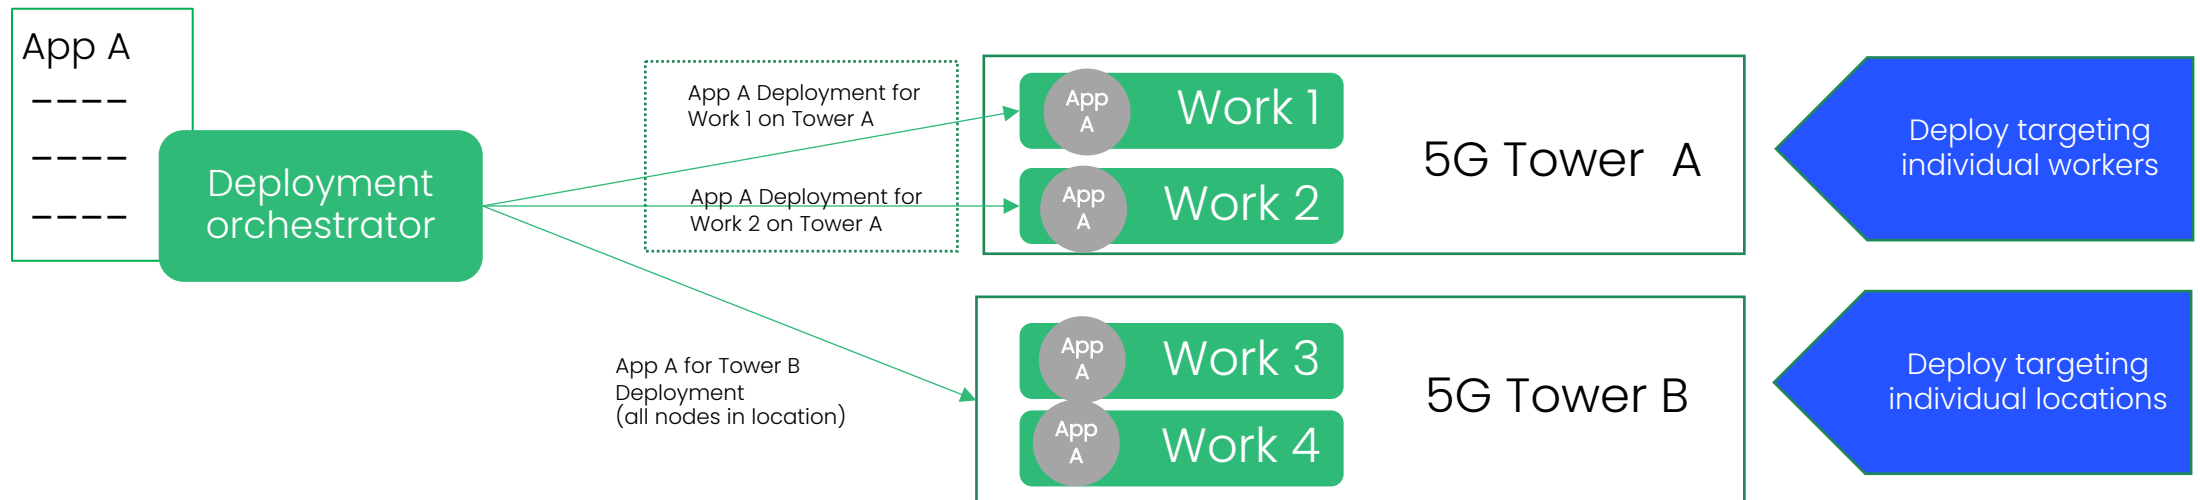 App A
Deployment
orchestrator
App A Deployment for
Work 1 on Tower A
App A Deployment for
Work 2 on Tower A
App A for Tower B
Deployment
(all nodes in location)
App
A
Work 1
App
A
Work 2
5G Tower  A
App
A
Work 3
App
A
Work 4
5G Tower B
Deploy targeting
individual workers
Deploy targeting
individual locations